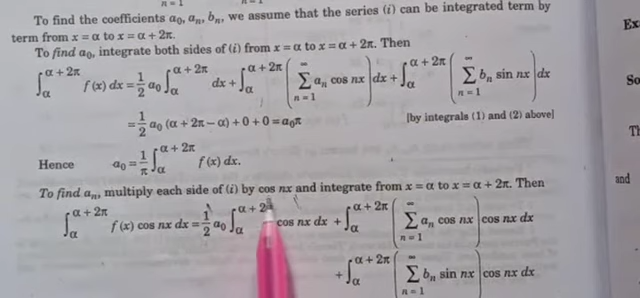 To find the coefficients a₀, aₙ, bₙ, we assume that the series (i) can be integrated term by
term from x = α to x = α + 2π.
To find a₀, integrate both sides of (i) from x = α to x = α + 2π. Then
∫_α^{α + 2π} f(x) dx = 1/2 a₀ ∫_α^{α + 2π} dx + ∫_α^{α + 2π} ( ∑_{n = 1}^{∞} aₙ cos nx ) dx + ∫_α^{α + 2π} ( ∑_{n = 1}^{∞} bₙ sin nx ) dx
= 1/2 a₀ (α + 2π – α) + 0 + 0 = a₀π [by integrals (1) and (2) above]
Hence a₀ = 1/π ∫_α^{α + 2π} f(x) dx.
To find aₙ, multiply each side of (i) by cos nx and integrate from x = α to x = α + 2π. Then
∫_α^{α + 2π} f(x) cos nx dx = 1/2 a₀ ∫_α^{α + 2π} cos nx dx + ∫_α^{α + 2π} ( ∑_{n = 1}^{∞} aₙ cos nx ) cos nx dx
+ ∫_α^{α + 2π} ( ∑_{n = 1}^{∞} bₙ sin nx ) cos nx dx
Ex
So
Th
and